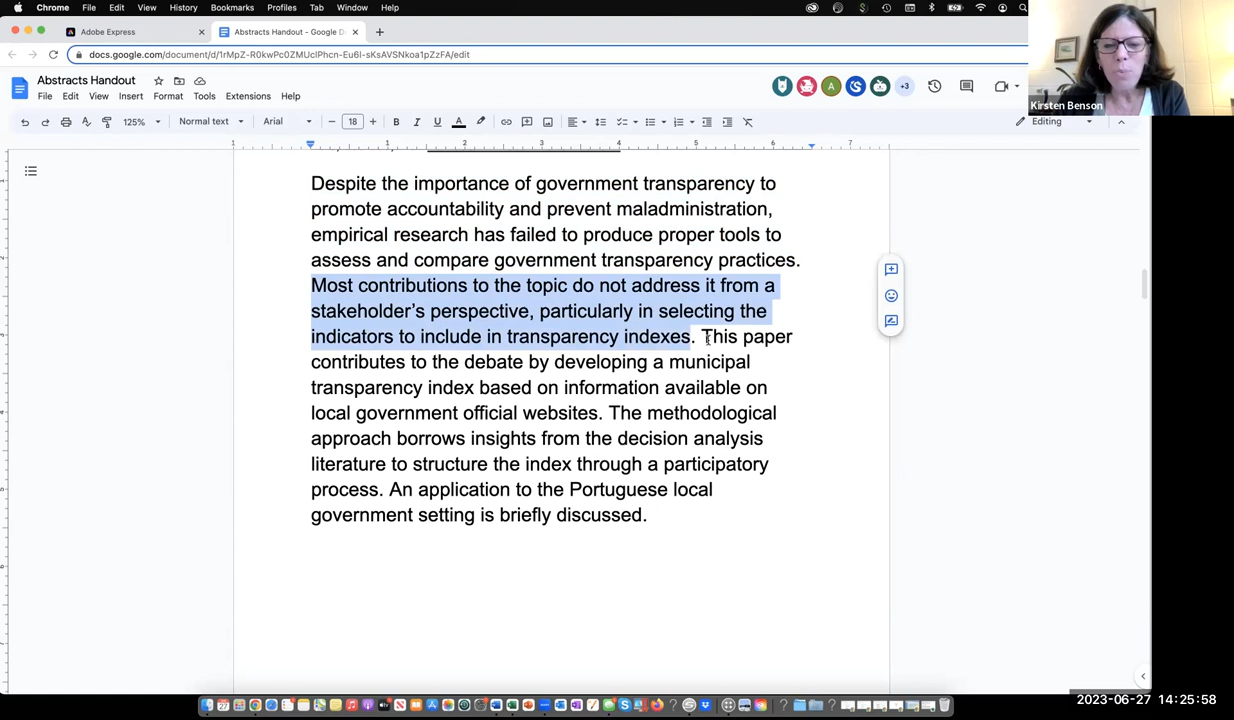 Chrome File Edit View History Bookmarks Profiles Tab Window Help
Adobe Express
Abstracts Handout - Google D
docs.google.com/document/d/1rMpZ-R0kwPc0ZMUclPhcn-Eu6I-sKsAVSNkoa1pZzFA/edit
Abstracts Handout
File Edit View Insert Format Tools Extensions Help
+3
125% Normal text Arial 18 Editing
Kirsten Benson
Despite the importance of government transparency to
promote accountability and prevent maladministration,
empirical research has failed to produce proper tools to
assess and compare government transparency practices.
Most contributions to the topic do not address it from a
stakeholder’s perspective, particularly in selecting the
indicators to include in transparency indexes. This paper
contributes to the debate by developing a municipal
transparency index based on information available on
local government official websites. The methodological
approach borrows insights from the decision analysis
literature to structure the index through a participatory
process. An application to the Portuguese local
government setting is briefly discussed.
2023-06-27 14:25:58